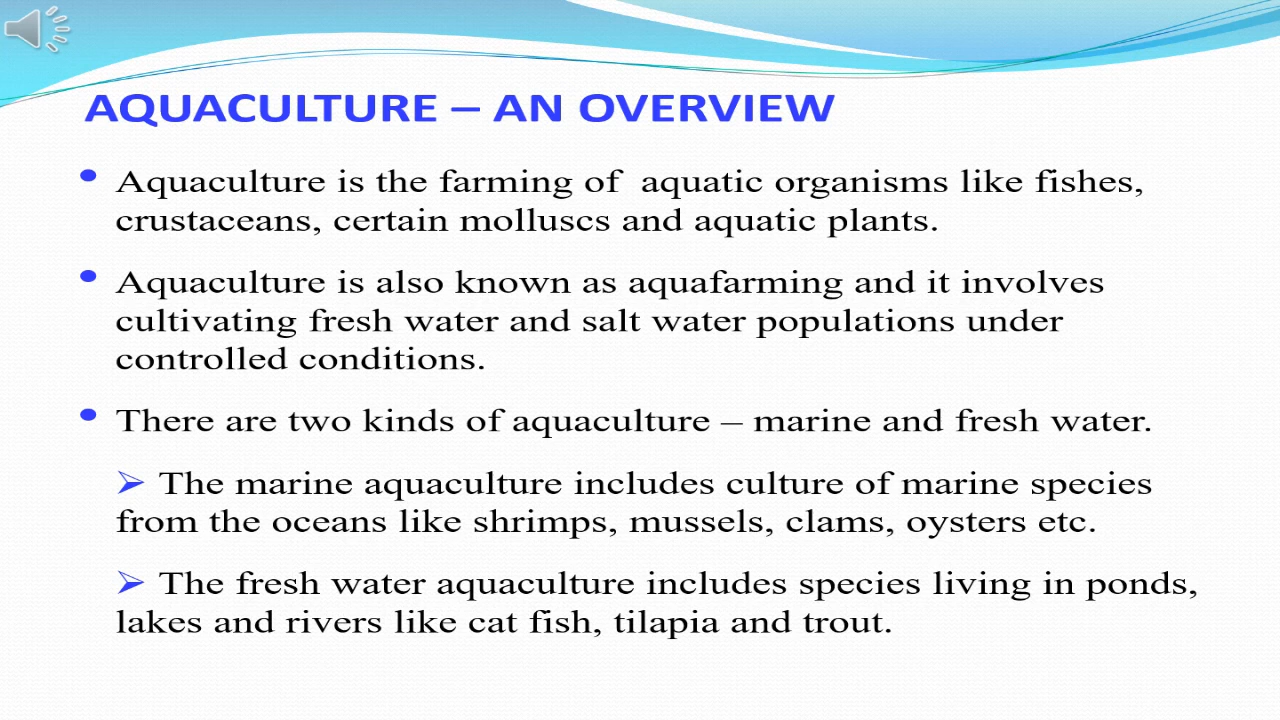 AQUACULTURE – AN OVERVIEW
• Aquaculture is the farming of  aquatic organisms like fishes,
crustaceans, certain molluscs and aquatic plants.
• Aquaculture is also known as aquafarming and it involves
cultivating fresh water and salt water populations under
controlled conditions.
• There are two kinds of aquaculture – marine and fresh water.
➢ The marine aquaculture includes culture of marine species
from the oceans like shrimps, mussels, clams, oysters etc.
➢ The fresh water aquaculture includes species living in ponds,
lakes and rivers like cat fish, tilapia and trout.